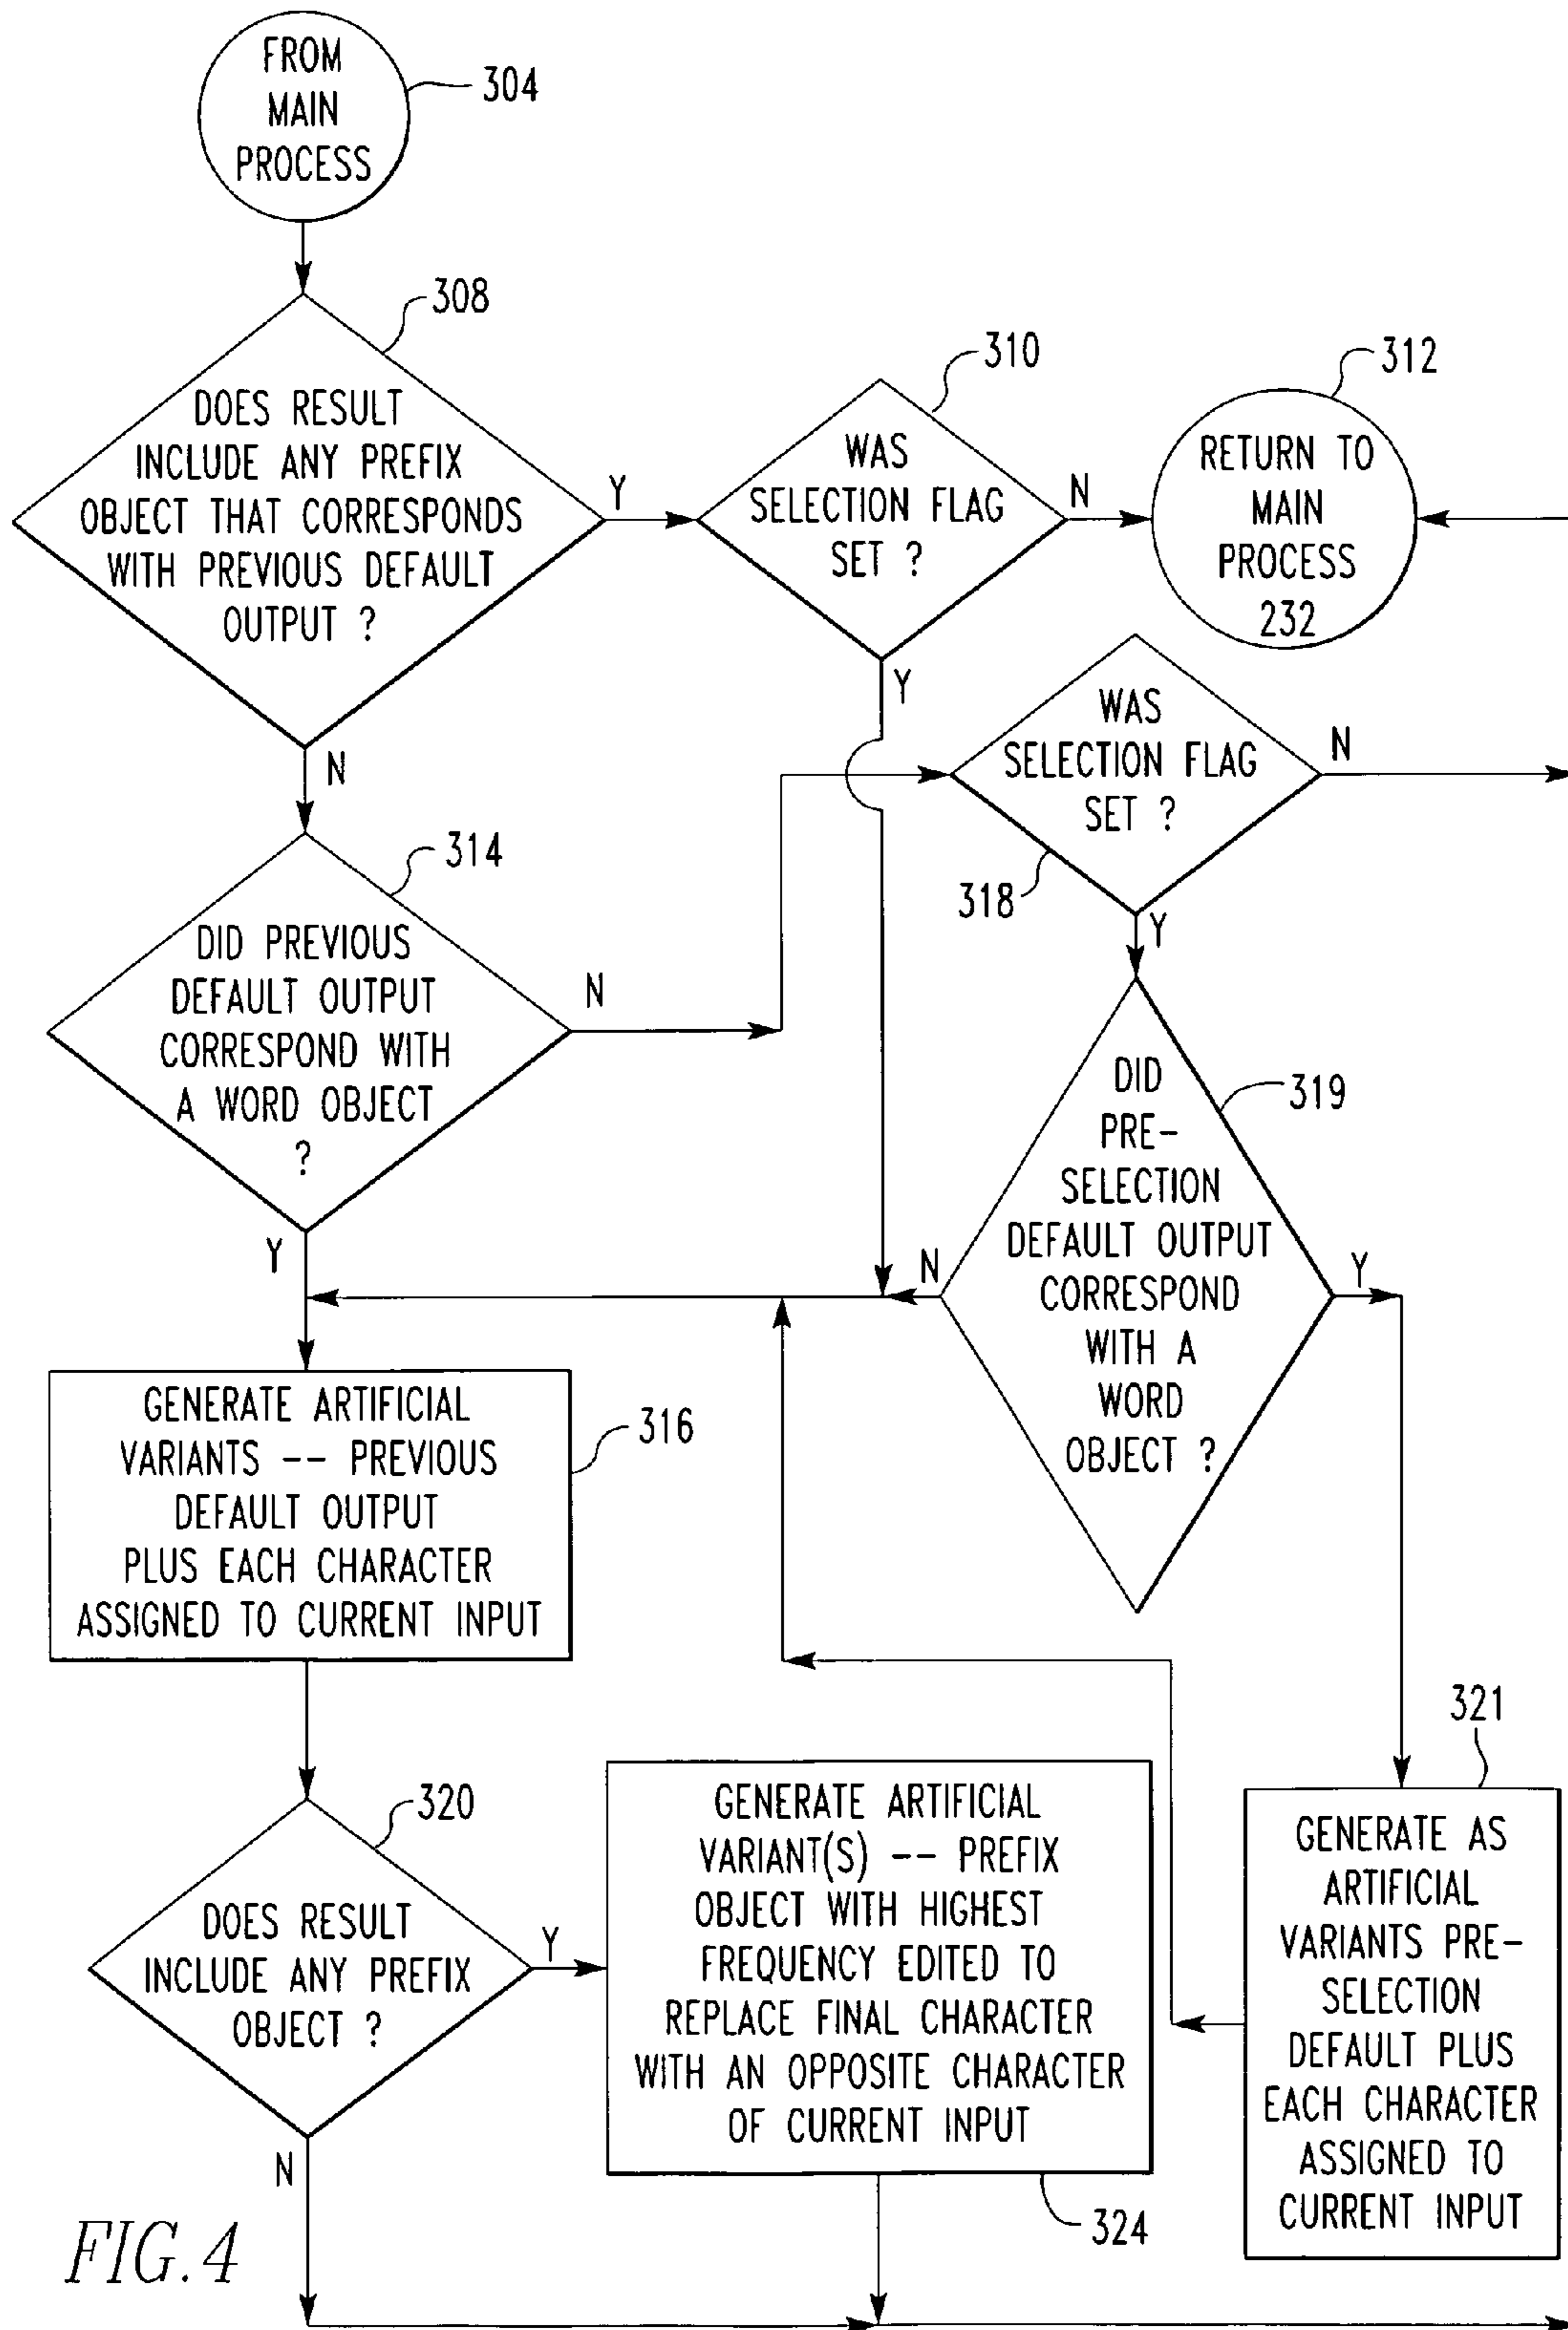 FROM
MAIN
PROCESS
304
308
DOES RESULT
INCLUDE ANY PREFIX
OBJECT THAT CORRESPONDS
WITH PREVIOUS DEFAULT
OUTPUT ?
Y
N
310
WAS
SELECTION FLAG
SET ?
N
Y
312
RETURN TO
MAIN
PROCESS
232
314
DID PREVIOUS
DEFAULT OUTPUT
CORRESPOND WITH
A WORD OBJECT
?
N
Y
WAS
SELECTION FLAG
SET ?
N
318
Y
319
DID
PRE-
SELECTION
DEFAULT OUTPUT
CORRESPOND
WITH A
WORD
OBJECT ?
N
Y
GENERATE ARTIFICIAL
VARIANTS -- PREVIOUS
DEFAULT OUTPUT
PLUS EACH CHARACTER
ASSIGNED TO CURRENT INPUT
316
320
DOES RESULT
INCLUDE ANY PREFIX
OBJECT ?
Y
N
GENERATE ARTIFICIAL
VARIANT(S) -- PREFIX
OBJECT WITH HIGHEST
FREQUENCY EDITED TO
REPLACE FINAL CHARACTER
WITH AN OPPOSITE CHARACTER
OF CURRENT INPUT
324
321
GENERATE AS
ARTIFICIAL
VARIANTS PRE-
SELECTION
DEFAULT PLUS
EACH CHARACTER
ASSIGNED TO
CURRENT INPUT
FIG.4